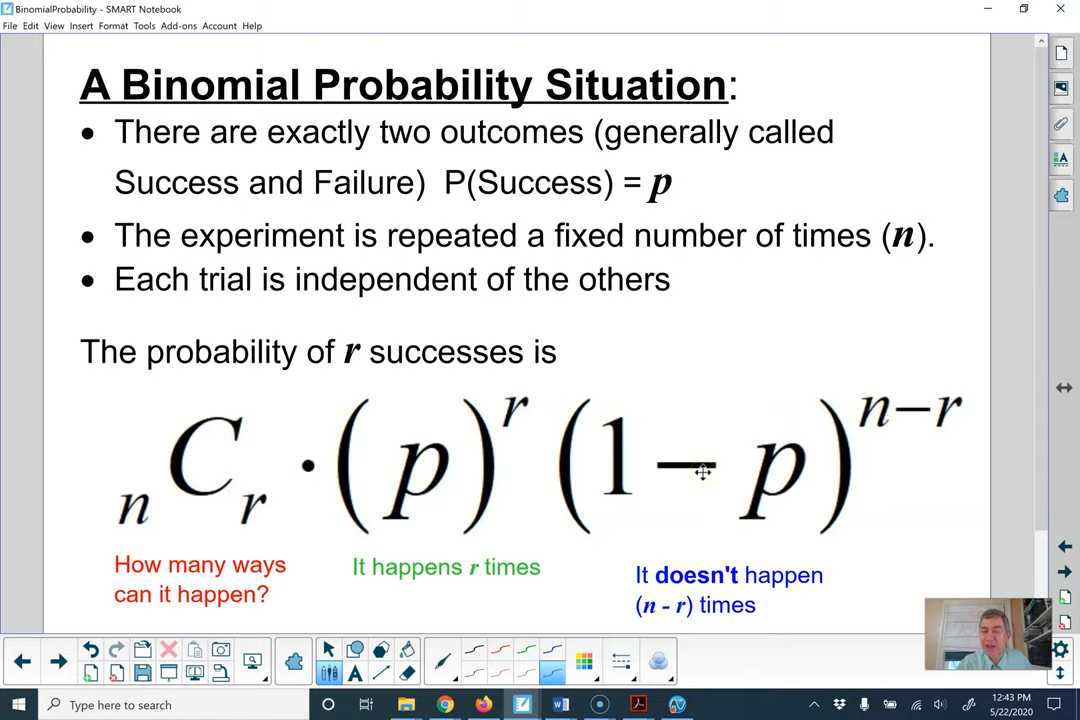 BinomialProbability - SMART Notebook
File Edit View Insert Format Tools Add-ons Account Help
A Binomial Probability Situation:
• There are exactly two outcomes (generally called
Success and Failure) P(Success) = p
• The experiment is repeated a fixed number of times (n).
• Each trial is independent of the others
The probability of r successes is
nCr · (p)^r (1 − p)^n−r
How many ways
can it happen?
It happens r times
It doesn't happen
(n - r) times
Type here to search
12:43 PM
5/22/2020